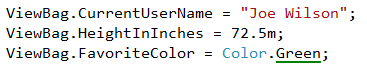 ViewBag.CurrentUserName = "Joe Wilson";
ViewBag.HeightInInches = 72.5m;
ViewBag.FavoriteColor = Color.Green;